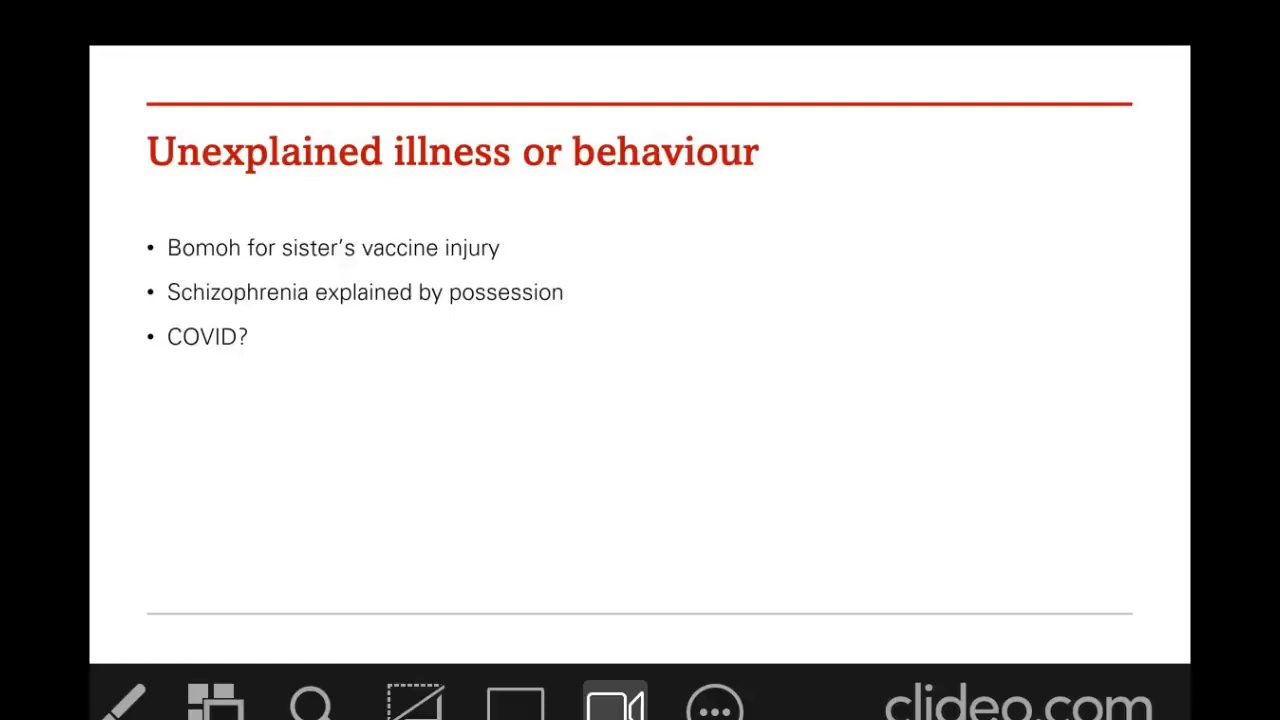 Unexplained illness or behaviour
• Bomoh for sister’s vaccine injury
• Schizophrenia explained by possession
• COVID?
clideo.com